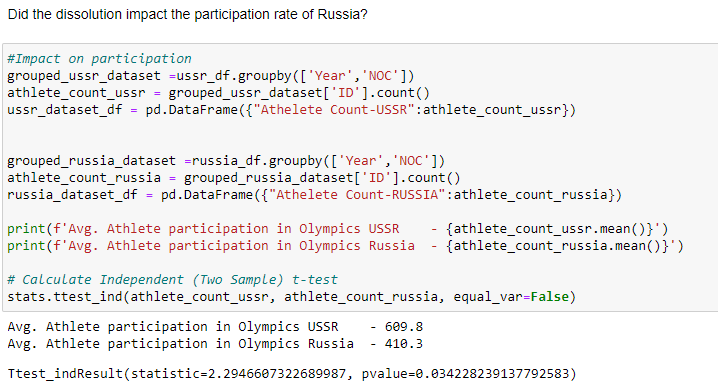 Did the dissolution impact the participation rate of Russia?
#Impact on participation
grouped_ussr_dataset =ussr_df.groupby(['Year','NOC'])
athlete_count_ussr = grouped_ussr_dataset['ID'].count()
ussr_dataset_df = pd.DataFrame({"Athelete Count-USSR":athlete_count_ussr})
grouped_russia_dataset =russia_df.groupby(['Year','NOC'])
athlete_count_russia = grouped_russia_dataset['ID'].count()
russia_dataset_df = pd.DataFrame({"Athelete Count-RUSSIA":athlete_count_russia})
print(f'Avg. Athlete participation in Olympics USSR    - {athlete_count_ussr.mean()}')
print(f'Avg. Athlete participation in Olympics Russia  - {athlete_count_russia.mean()}')
# Calculate Independent (Two Sample) t-test
stats.ttest_ind(athlete_count_ussr, athlete_count_russia, equal_var=False)
Avg. Athlete participation in Olympics USSR    - 609.8
Avg. Athlete participation in Olympics Russia  - 410.3
Ttest_indResult(statistic=2.2946607322689987, pvalue=0.034228239137792583)